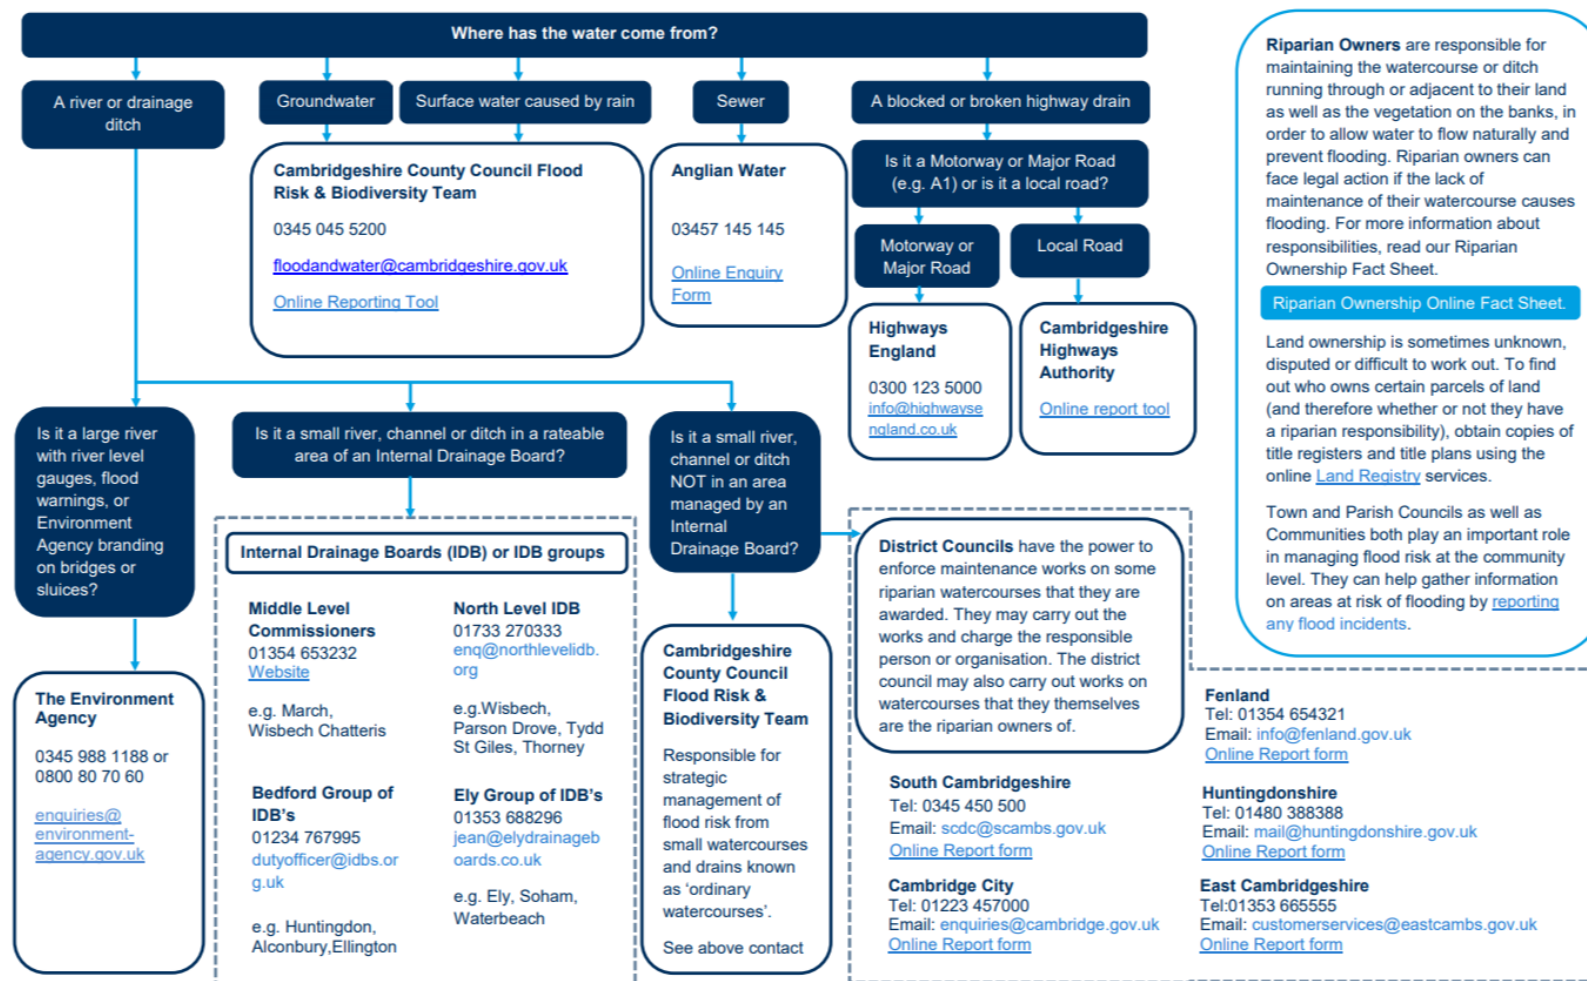 Where has the water come from?
A river or drainage
ditch
Groundwater
Surface water caused by rain
Sewer
A blocked or broken highway drain
Cambridgeshire County Council Flood
Risk & Biodiversity Team
0345 045 5200
floodandwater@cambridgeshire.gov.uk
Online Reporting Tool
Anglian Water
03457 145 145
Online Enquiry
Form
Is it a Motorway or Major Road
(e.g. A1) or is it a local road?
Motorway or
Major Road
Local Road
Highways
England
0300 123 5000
info@highwayse
ngland.co.uk
Cambridgeshire
Highways
Authority
Online report tool
Is it a large river
with river level
gauges, flood
warnings, or
Environment
Agency branding
on bridges or
sluices?
Is it a small river, channel or ditch in a rateable
area of an Internal Drainage Board?
Is it a small river,
channel or ditch
NOT in an area
managed by an
Internal
Drainage Board?
The Environment
Agency
0345 988 1188 or
0800 80 70 60
enquiries@
environment-
agency.gov.uk
Internal Drainage Boards (IDB) or IDB groups
Middle Level
Commissioners
01354 653232
Website
e.g. March,
Wisbech Chatteris
North Level IDB
01733 270333
enq@northlevelidb.
org
e.g.Wisbech,
Parson Drove, Tydd
St Giles, Thorney
Bedford Group of
IDB's
01234 767995
dutyofficer@idbs.or
g.uk
e.g. Huntingdon,
Alconbury,Ellington
Ely Group of IDB's
01353 688296
jean@elydrainageb
oards.co.uk
e.g. Ely, Soham,
Waterbeach
Cambridgeshire
County Council
Flood Risk &
Biodiversity Team
Responsible for
strategic
management of
flood risk from
small watercourses
and drains known
as 'ordinary
watercourses'.
See above contact
District Councils have the power to
enforce maintenance works on some
riparian watercourses that they are
awarded. They may carry out the
works and charge the responsible
person or organisation. The district
council may also carry out works on
watercourses that they themselves
are the riparian owners of.
South Cambridgeshire
Tel: 0345 450 500
Email: scdc@scambs.gov.uk
Online Report form
Cambridge City
Tel: 01223 457000
Email: enquiries@cambridge.gov.uk
Online Report form
Fenland
Tel: 01354 654321
Email: info@fenland.gov.uk
Online Report form
Huntingdonshire
Tel: 01480 388388
Email: mail@huntingdonshire.gov.uk
Online Report form
East Cambridgeshire
Tel:01353 665555
Email: customerservices@eastcambs.gov.uk
Online Report form
Riparian Owners are responsible for
maintaining the watercourse or ditch
running through or adjacent to their land
as well as the vegetation on the banks, in
order to allow water to flow naturally and
prevent flooding. Riparian owners can
face legal action if the lack of
maintenance of their watercourse causes
flooding. For more information about
responsibilities, read our Riparian
Ownership Fact Sheet.
Riparian Ownership Online Fact Sheet.
Land ownership is sometimes unknown,
disputed or difficult to work out. To find
out who owns certain parcels of land
(and therefore whether or not they have
a riparian responsibility), obtain copies of
title registers and title plans using the
online Land Registry services.
Town and Parish Councils as well as
Communities both play an important role
in managing flood risk at the community
level. They can help gather information
on areas at risk of flooding by reporting
any flood incidents.